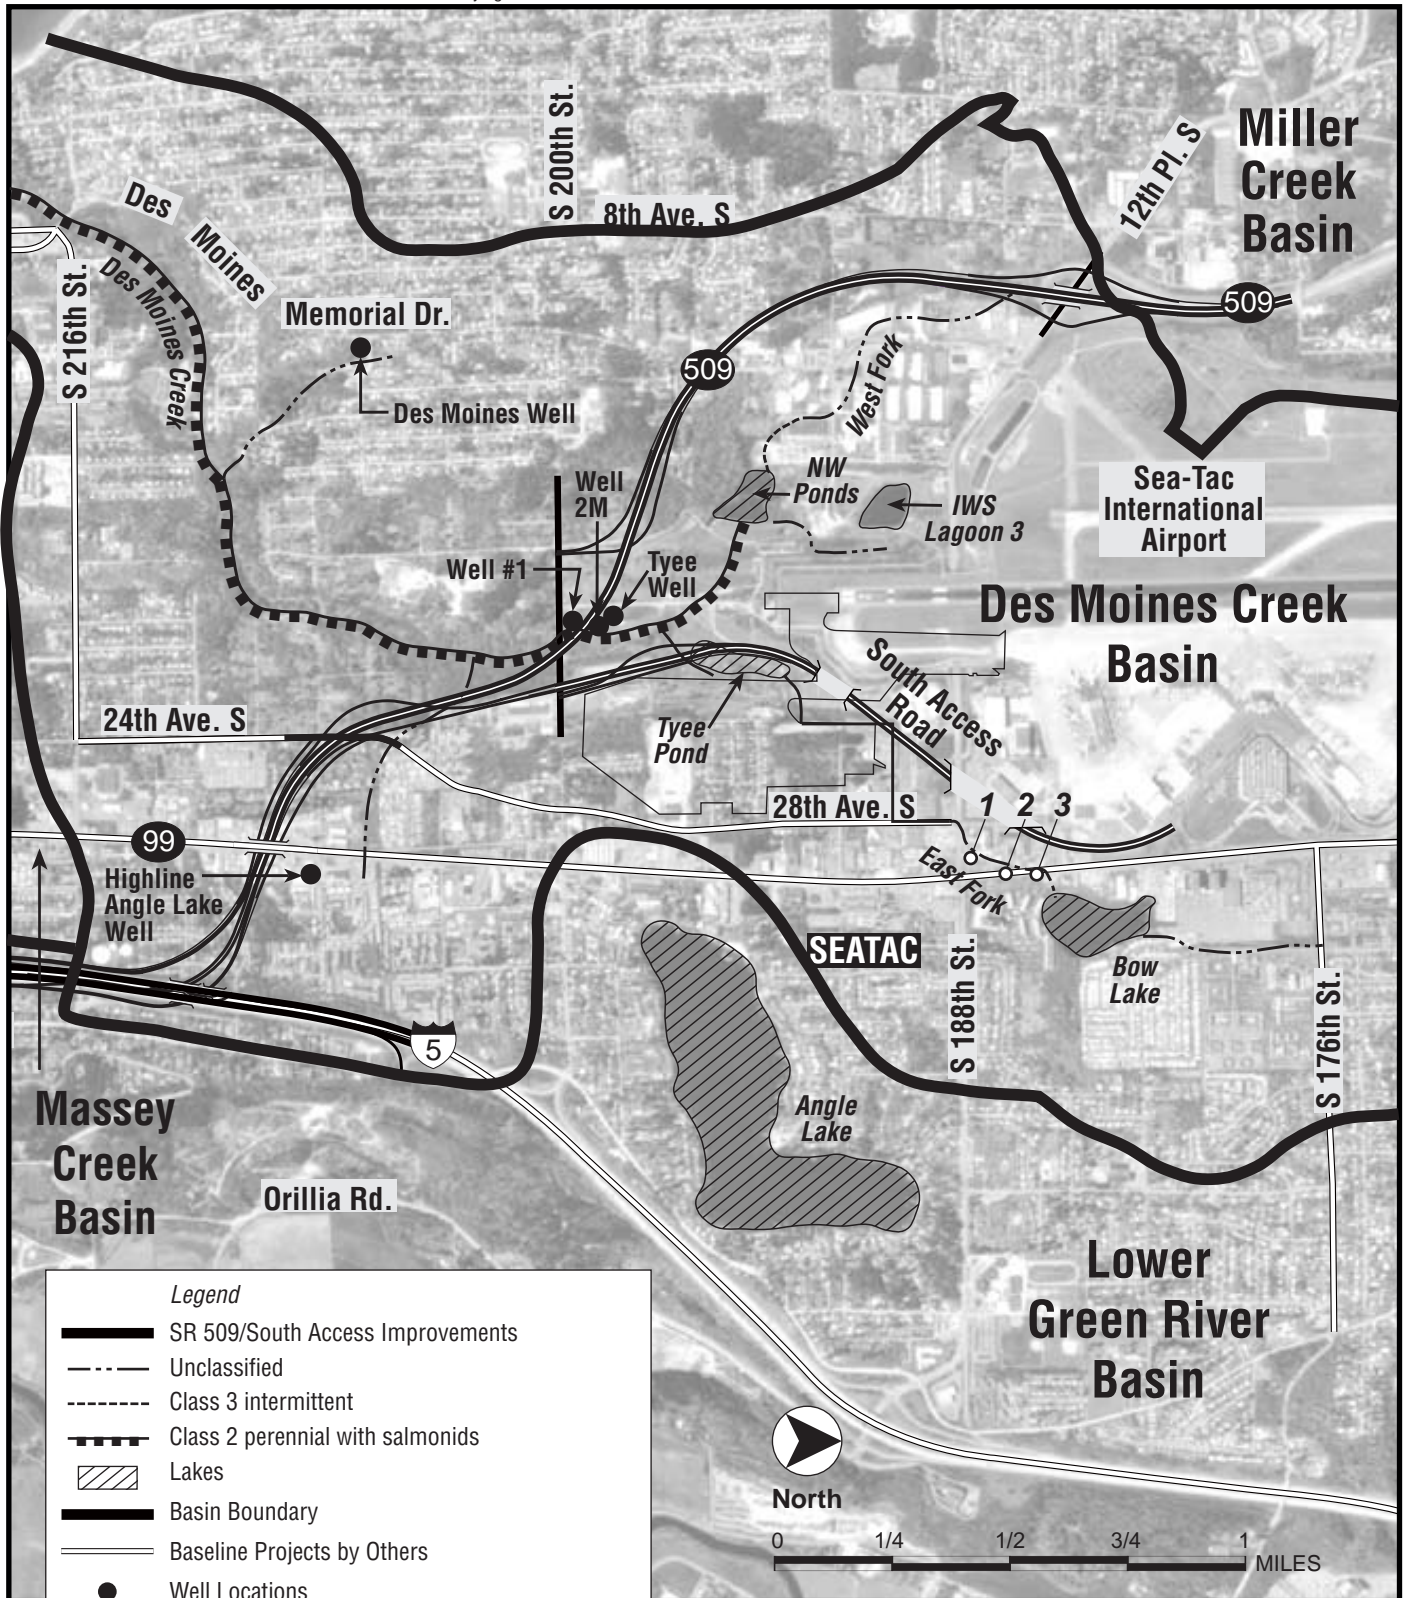 Miller
Creek
Basin
12th Pl. S
S 200th St.
8th Ave. S
Des
Moines
Memorial Dr.
Des Moines Creek
S 216th St.
509
509
West Fork
Des Moines Well
NW
Ponds
IWS
Lagoon 3
Sea-Tac
International
Airport
Well
2M
Well #1
Tyee
Well
Des Moines Creek
Basin
South Access
Road
24th Ave. S
Tyee
Pond
28th Ave. S
1 2 3
99
Highline
Angle Lake
Well
East Fork
SEATAC
S 188th St.
Bow
Lake
S 176th St.
5
Massey
Creek
Basin
Angle
Lake
Orillia Rd.
Lower
Green River
Basin
Legend
SR 509/South Access Improvements
Unclassified
Class 3 intermittent
Class 2 perennial with salmonids
Lakes
Basin Boundary
Baseline Projects by Others
Well Locations
North
0 1/4 1/2 3/4 1
MILES